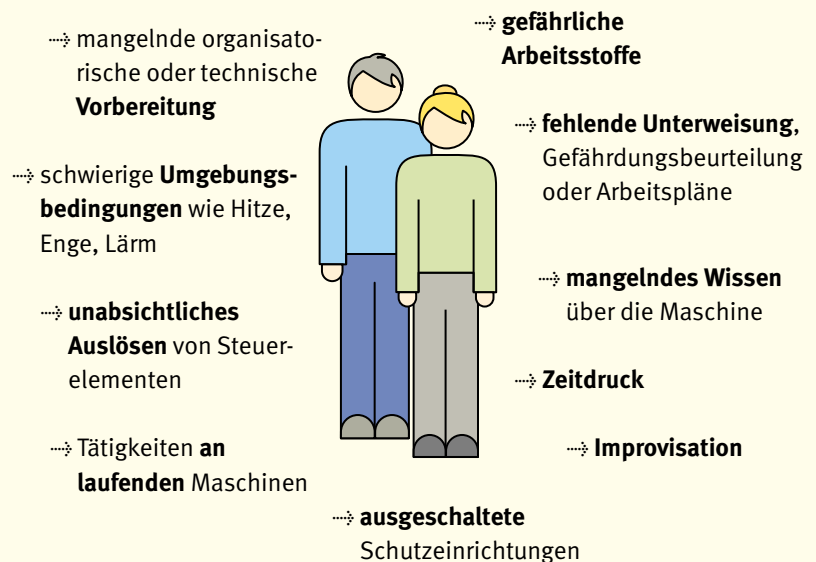 mangelnde organisato-
rische oder technische
Vorbereitung
schwierige Umgebungs-
bedingungen wie Hitze,
Enge, Lärm
unabsichtliches
Auslösen von Steuer-
elementen
Tätigkeiten an
laufenden Maschinen
gefährliche
Arbeitsstoffe
fehlende Unterweisung,
Gefährdungsbeurteilung
oder Arbeitspläne
mangelndes Wissen
über die Maschine
Zeitdruck
Improvisation
ausgeschaltete
Schutzeinrichtungen